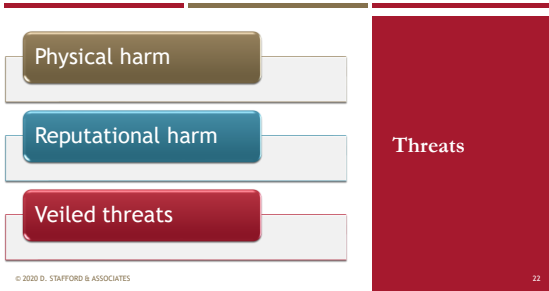 Physical harm
Reputational harm
Veiled threats
Threats
© 2020 D. STAFFORD & ASSOCIATES
22